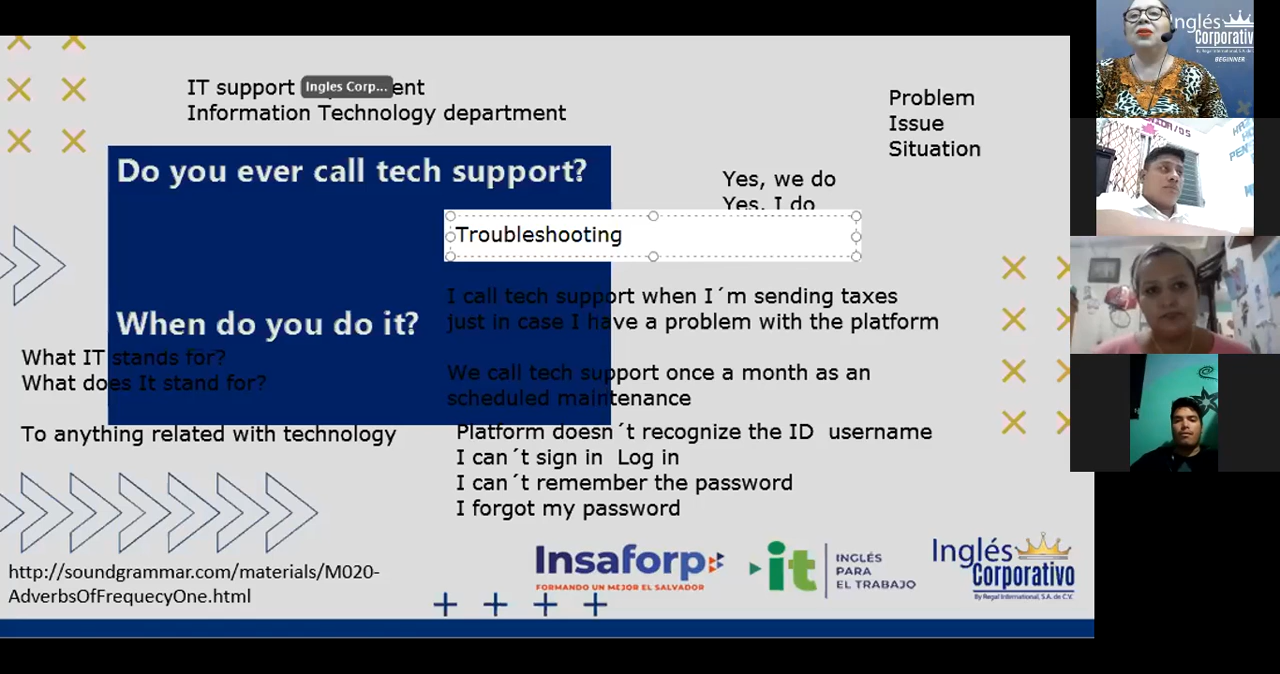 IT support ent
Ingles Corp...
Information Technology department
Problem
Issue
Situation
Do you ever call tech support?
Yes, we do
Yes, I do
Troubleshooting
I call tech support when I´m sending taxes
just in case I have a problem with the platform
When do you do it?
What IT stands for?
What does It stand for?
We call tech support once a month as an
scheduled maintenance
To anything related with technology
Platform doesn´t recognize the ID username
I can´t sign in Log in
I can´t remember the password
I forgot my password
http://soundgrammar.com/materials/M020-
AdverbsOfFrequecyOne.html
Insaforp
FORMANDO UN MEJOR EL SALVADOR
it
INGLÉS
PARA
EL TRABAJO
Inglés
Corporativo
By Regal International, S.A. de C.V.
Inglés
Corporativo
BEGINNER